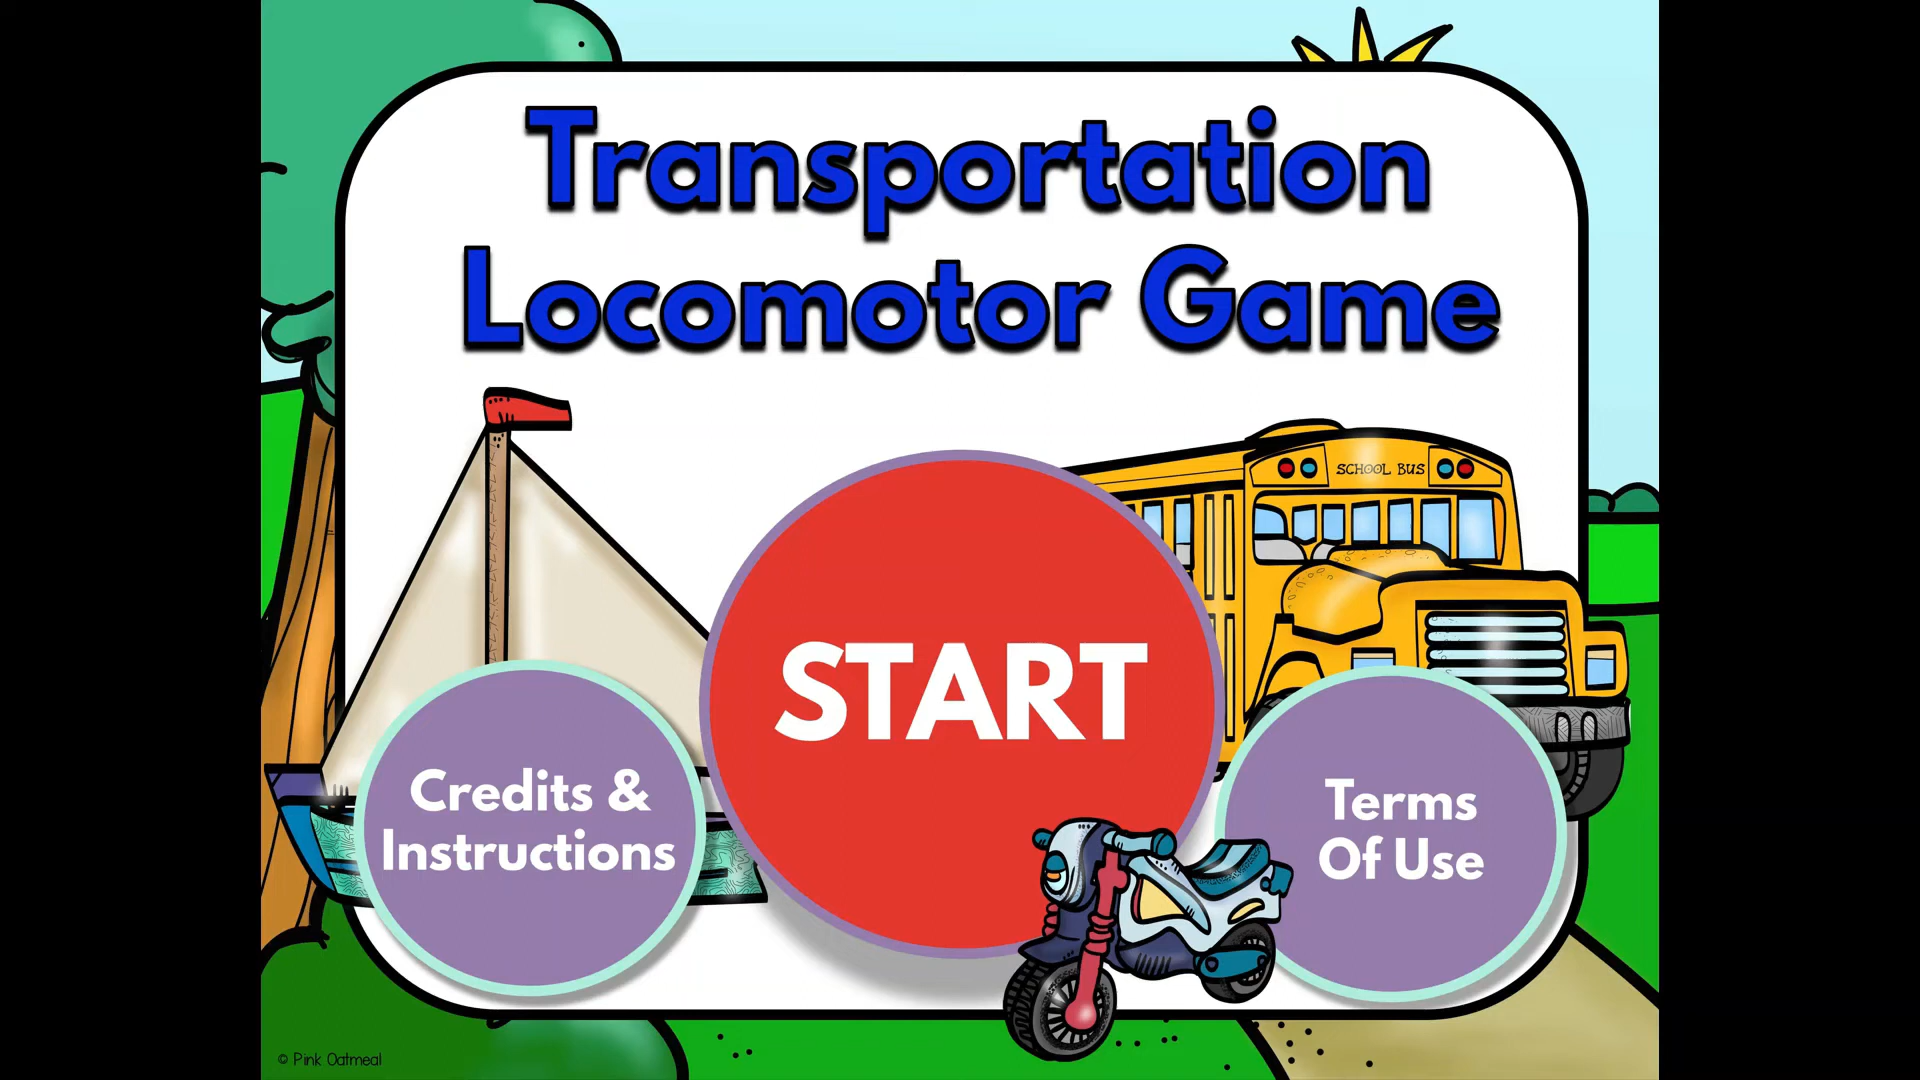 Transportation
Locomotor Game
SCHOOL BUS
START
Credits &
Instructions
Terms
Of Use
© Pink Oatmeal